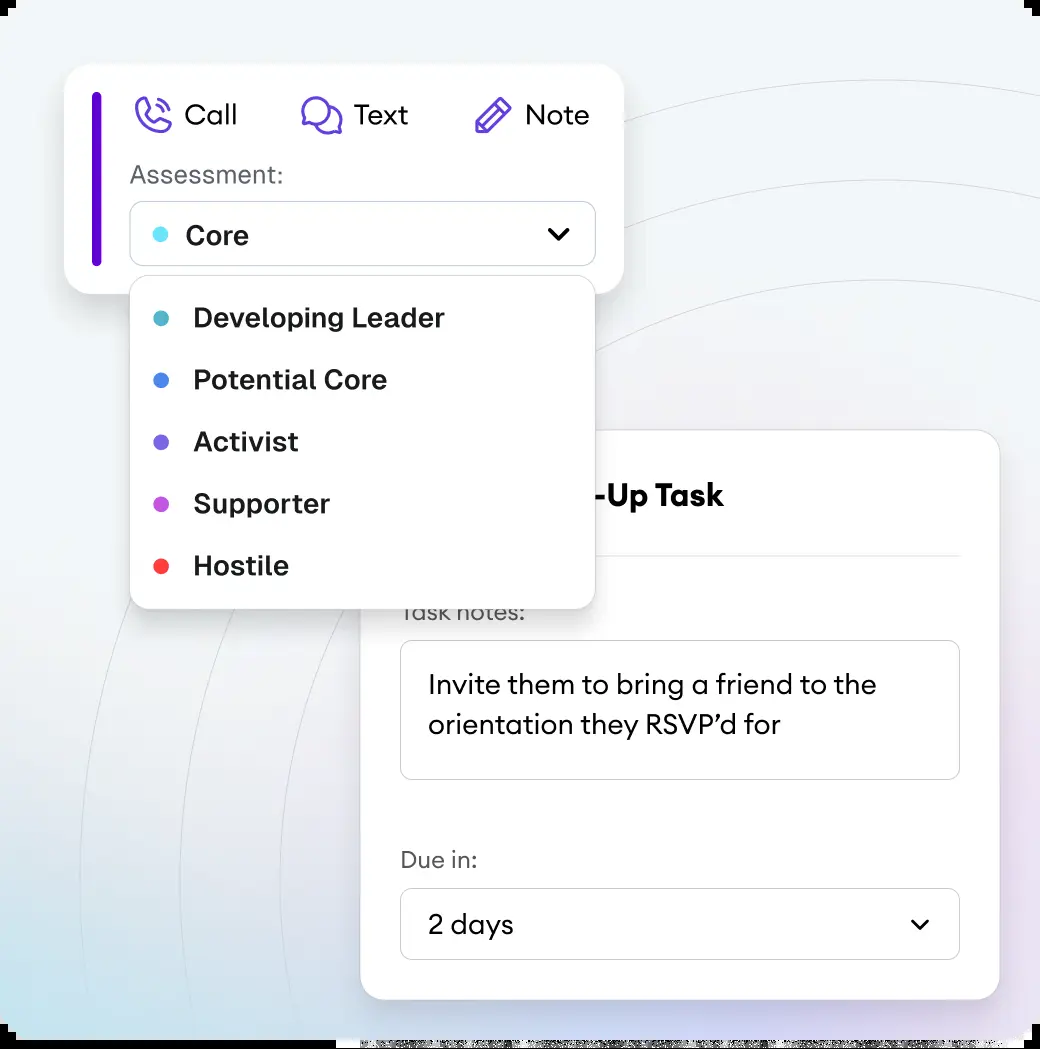 Call
Text
Note
Assessment:
Core
Developing Leader
Potential Core
Activist
Supporter
Hostile
-Up Task
Task notes:
Invite them to bring a friend to the
orientation they RSVP’d for
Due in:
2 days